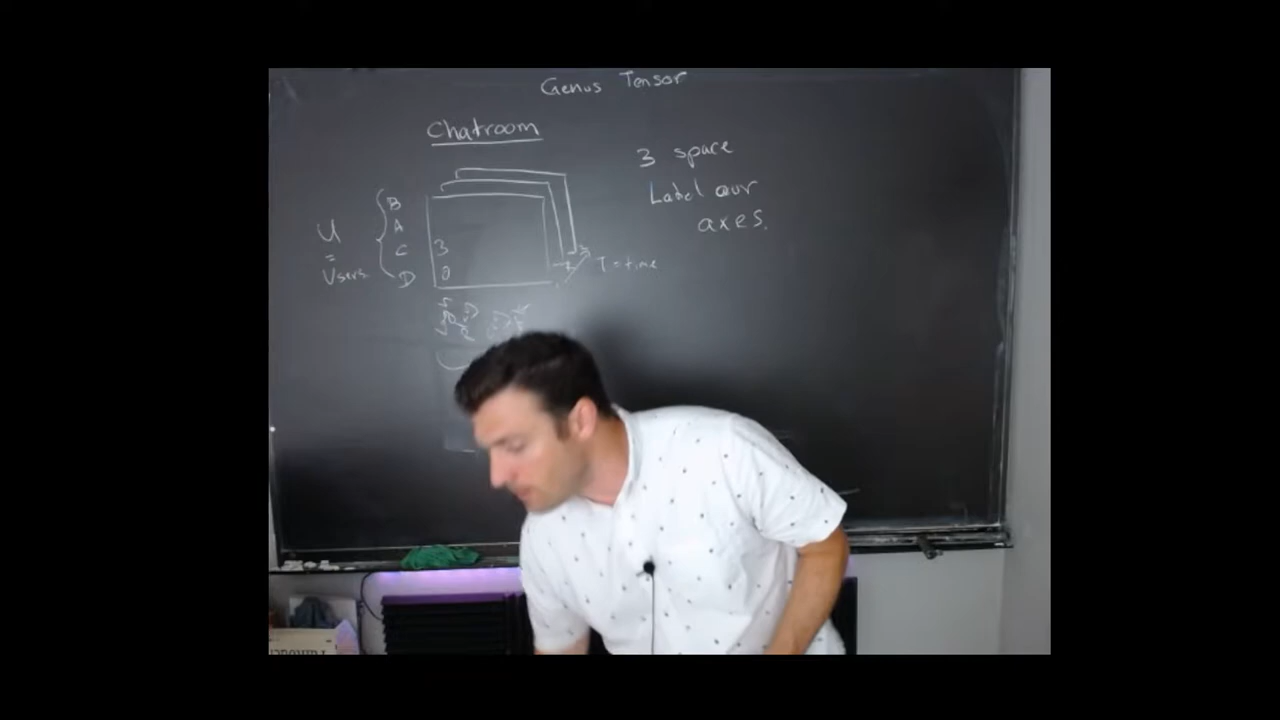 Genus Tensor
Chatroom
3 space
Label our
axes.
B
A
U
3
C
=
Users.
0
D
T = time